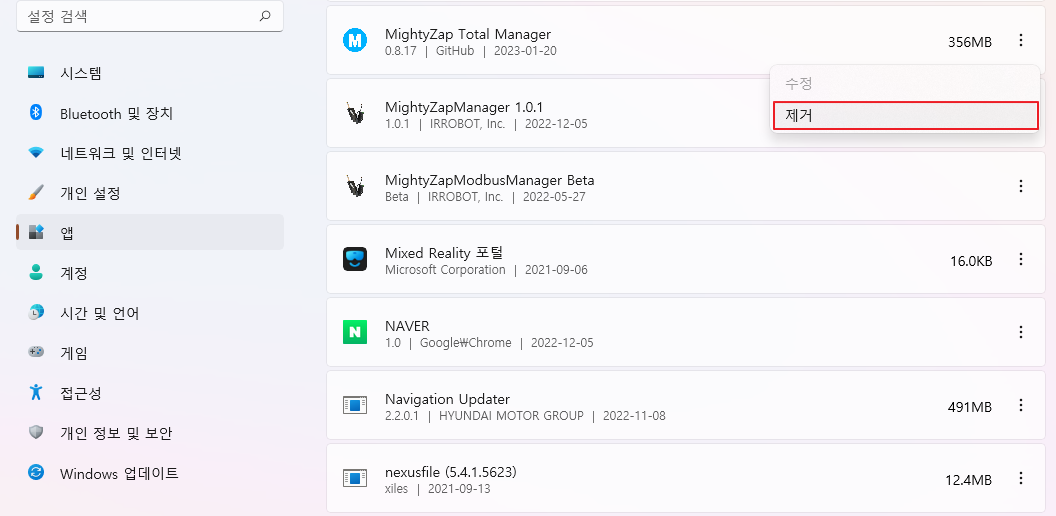 설정 검색
시스템
Bluetooth 및 장치
네트워크 및 인터넷
개인 설정
앱
계정
시간 및 언어
게임
접근성
개인 정보 및 보안
Windows 업데이트
MightyZap Total Manager
0.8.17 | GitHub | 2023-01-20
356MB
수정
제거
MightyZapManager 1.0.1
1.0.1 | IRROBOT, Inc. | 2022-12-05
MightyZapModbusManager Beta
Beta | IRROBOT, Inc. | 2022-05-27
Mixed Reality 포털
Microsoft Corporation | 2021-09-06
16.0KB
NAVER
1.0 | Google₩Chrome | 2022-12-05
Navigation Updater
2.2.0.1 | HYUNDAI MOTOR GROUP | 2022-11-08
491MB
nexusfile (5.4.1.5623)
xiles | 2021-09-13
12.4MB